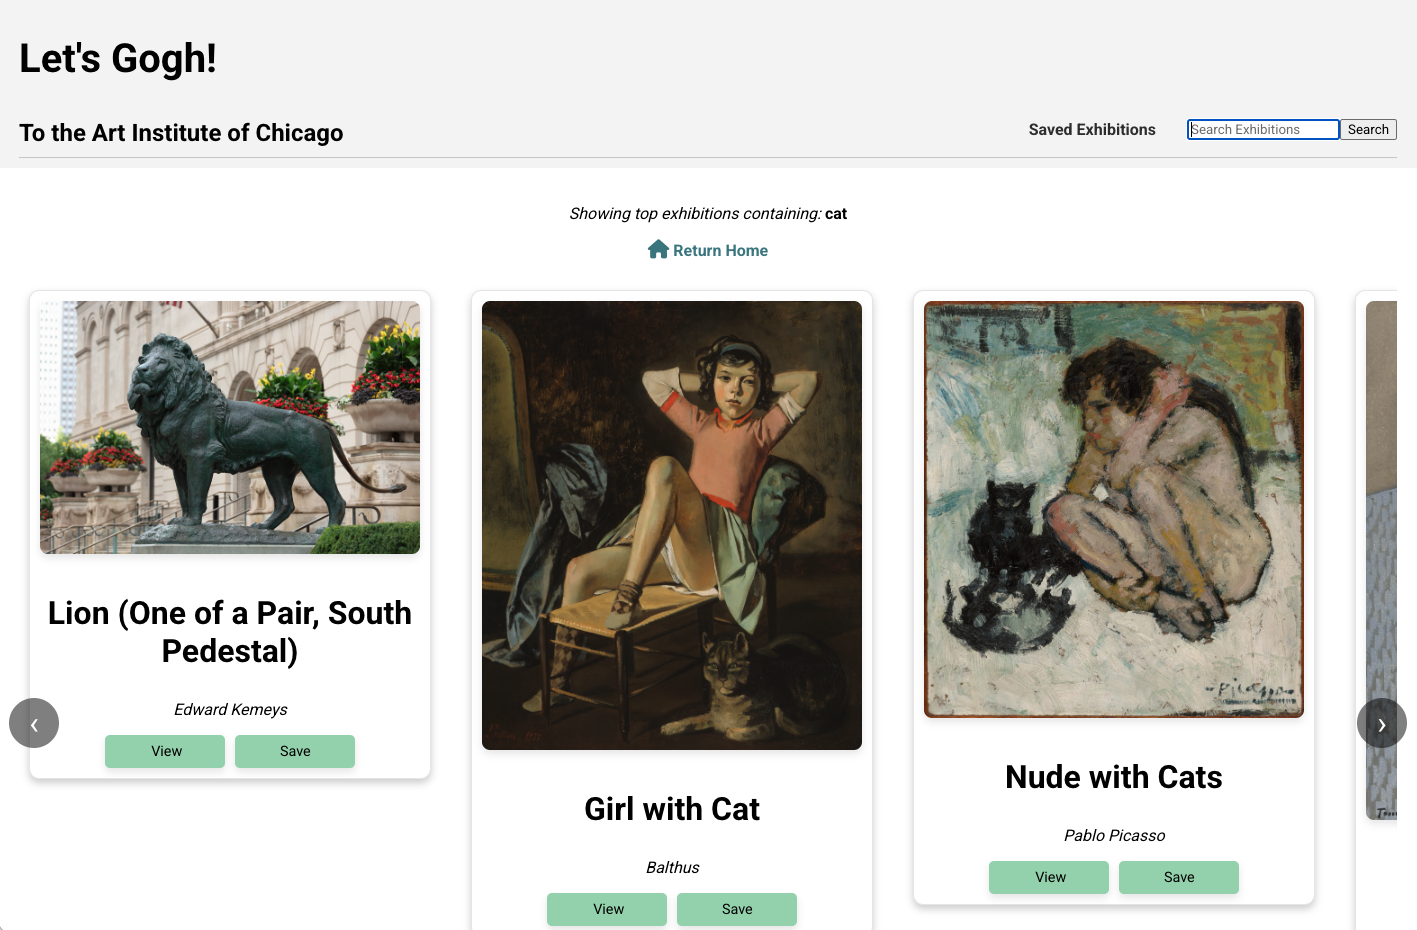 Let's Gogh!
To the Art Institute of Chicago
Saved Exhibitions
Search Exhibitions
Search
Showing top exhibitions containing: cat
Return Home
Lion (One of a Pair, South
Pedestal)
Edward Kemeys
View
Save
Girl with Cat
Balthus
View
Save
Picasso
Nude with Cats
Pablo Picasso
View
Save
‹
›